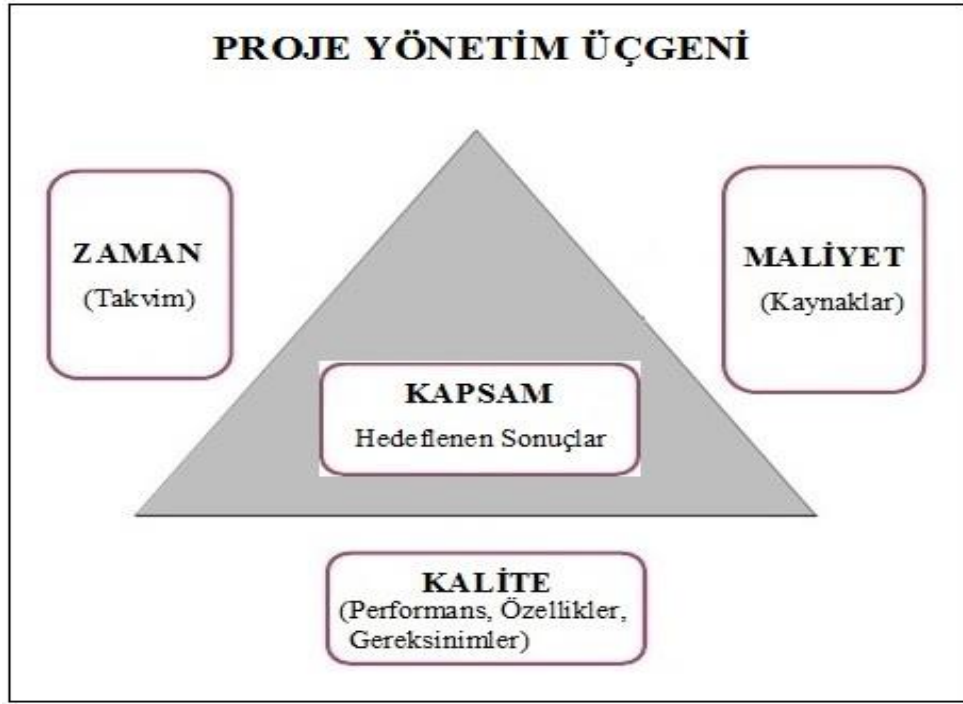 PROJE YÖNETİM ÜÇGENİ
ZAMAN
(Takvim)
MALİYET
(Kaynaklar)
KAPSAM
Hedeflenen Sonuçlar
KALİTE
(Performans, Özellikler,
Gereksinimler)